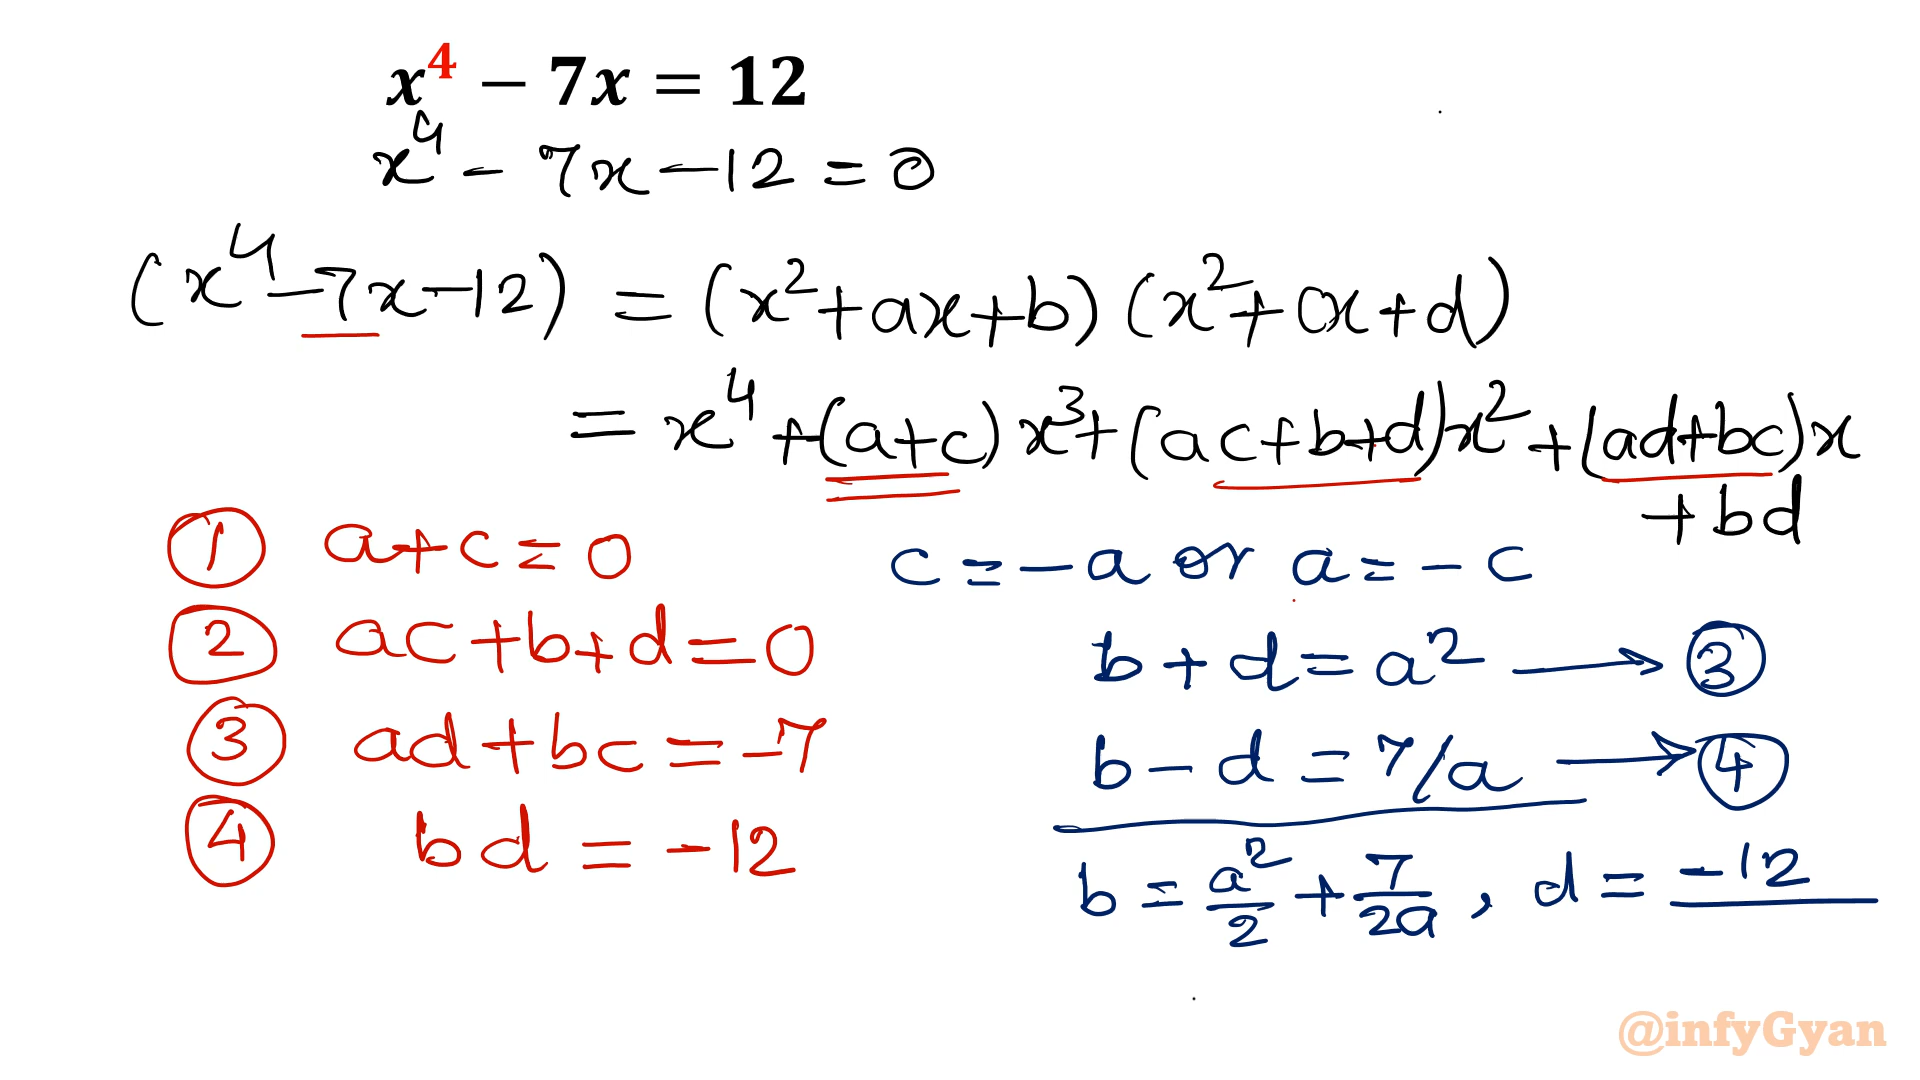 x⁴ − 7x = 12
x⁴ − 7x − 12 = 0
(x⁴ − 7x − 12) = (x² + ax + b) (x² + cx + d)
= x⁴ + (a+c) x³ + (ac+b+d)x² + (ad+bc)x
+ bd
① a+c = 0
c = −a or a = −c
② ac+b+d = 0
b + d = a² → ③
③ ad+bc = −7
b − d = 7/a → ④
④ bd = −12
b = a²/2 + 7/2a , d = −12
@infyGyan